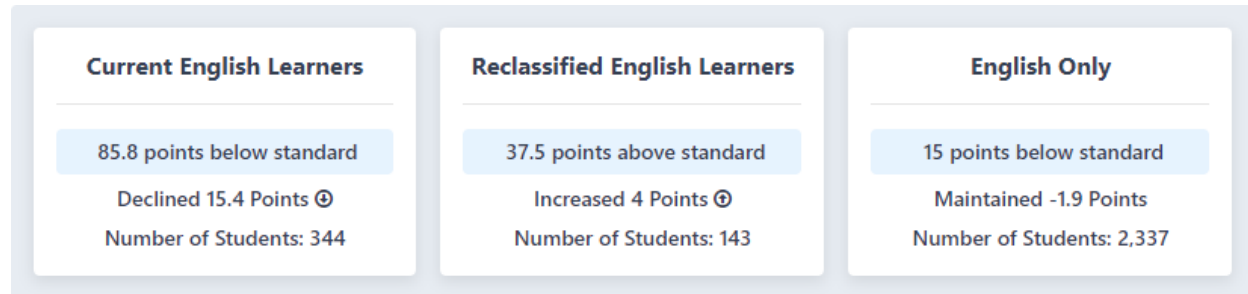 Current English Learners
85.8 points below standard
Declined 15.4 Points
Number of Students: 344
Reclassified English Learners
37.5 points above standard
Increased 4 Points
Number of Students: 143
English Only
15 points below standard
Maintained -1.9 Points
Number of Students: 2,337